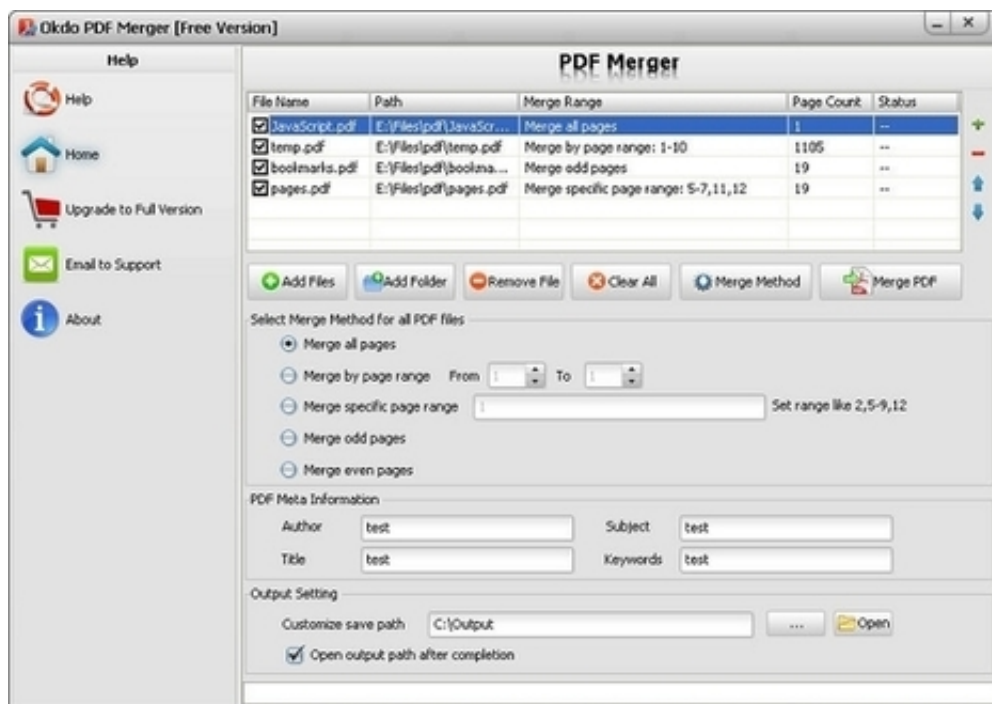 Okdo PDF Merger [Free Version]
Help
Help
Home
Upgrade to Full Version
Email to Support
About
PDF Merger
File Name Path Merge Range Page Count Status
JavaScript.pdf E:\Files\pdf\JavaScr... Merge all pages 1 --
temp.pdf E:\Files\pdf\temp.pdf Merge by page range: 1-10 1105 --
bookmarks.pdf E:\Files\pdf\bookma... Merge odd pages 19 --
pages.pdf E:\Files\pdf\pages.pdf Merge specific page range: 5-7,11,12 19 --
Add Files Add Folder Remove File Clear All Merge Method Merge PDF
Select Merge Method for all PDF files
Merge all pages
Merge by page range From 1 To 1
Merge specific page range 1 Set range like 2,5-9,12
Merge odd pages
Merge even pages
PDF Meta Information
Author test Subject test
Title test Keywords test
Output Setting
Customize save path C:\Output ... Open
Open output path after completion